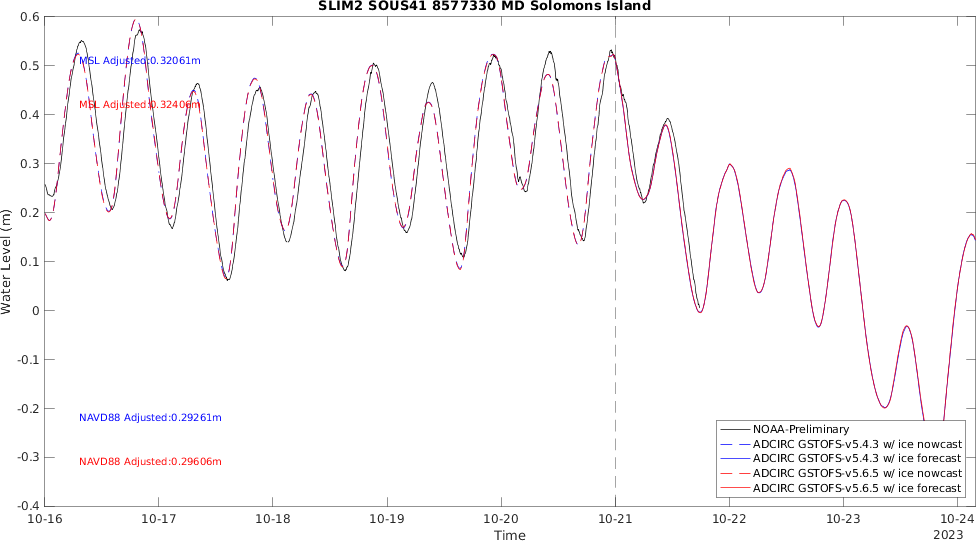 SLIM2 SOUS41 8577330 MD Solomons Island
0.6
0.5
0.4
0.3
0.2
0.1
0
-0.1
-0.2
-0.3
-0.4
Water Level (m)
MSL Adjusted:0.32061m
MSL Adjusted:0.32406m
NAVD88 Adjusted:0.29261m
NAVD88 Adjusted:0.29606m
NOAA-Preliminary
ADCIRC GSTOFS-v5.4.3 w/ ice nowcast
ADCIRC GSTOFS-v5.4.3 w/ ice forecast
ADCIRC GSTOFS-v5.6.5 w/ ice nowcast
ADCIRC GSTOFS-v5.6.5 w/ ice forecast
10-16 10-17 10-18 10-19 10-20 10-21 10-22 10-23 10-24
Time
2023